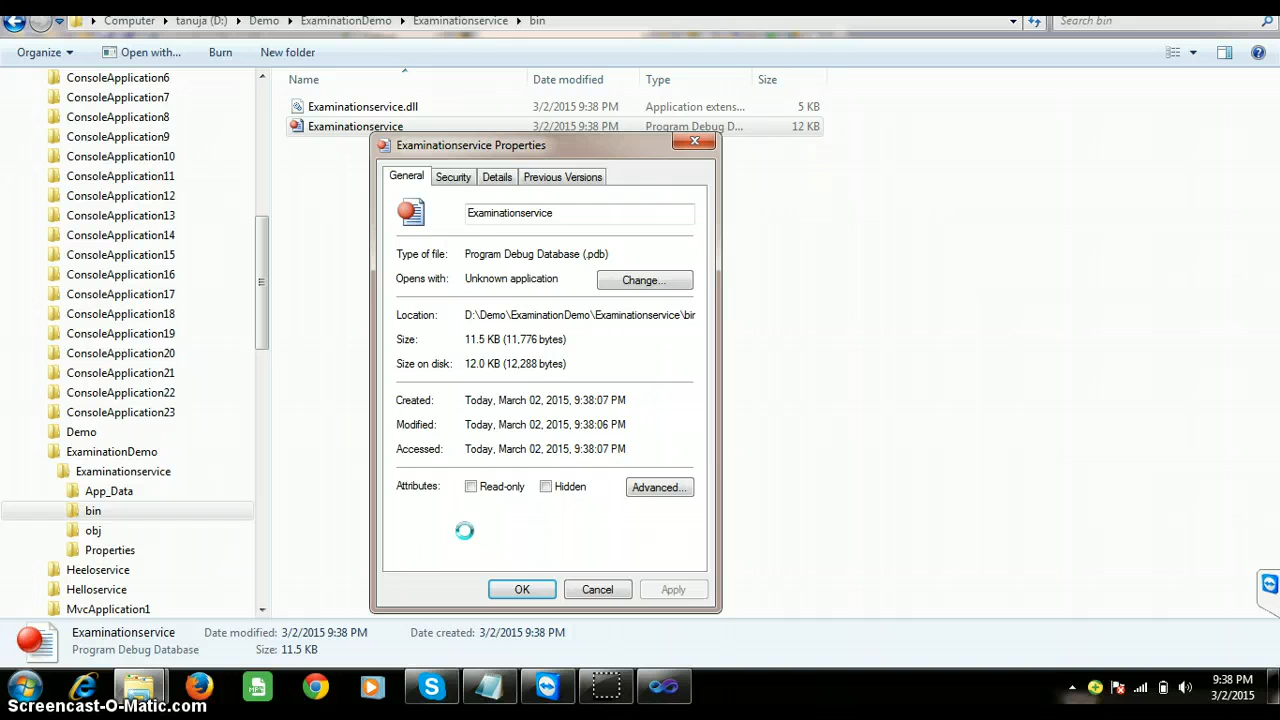 Computer ▸ tanuja (D:) ▸ Demo ▸ ExaminationDemo ▸ Examinationservice ▸ bin
Search bin
Organize
Open with...
Burn
New folder
Name
Date modified
Type
Size
Examinationservice.dll
3/2/2015 9:38 PM
Application extens...
5 KB
Examinationservice
3/2/2015 9:38 PM
Program Debug D...
12 KB
ConsoleApplication6
ConsoleApplication7
ConsoleApplication8
ConsoleApplication9
ConsoleApplication10
ConsoleApplication11
ConsoleApplication12
ConsoleApplication13
ConsoleApplication14
ConsoleApplication15
ConsoleApplication16
ConsoleApplication17
ConsoleApplication18
ConsoleApplication19
ConsoleApplication20
ConsoleApplication21
ConsoleApplication22
ConsoleApplication23
Demo
ExaminationDemo
Examinationservice
App_Data
bin
obj
Properties
Heeloservice
Helloservice
MvcApplication1
Examinationservice Properties
General
Security
Details
Previous Versions
Examinationservice
Type of file: Program Debug Database (.pdb)
Opens with: Unknown application
Change...
Location: D:\Demo\ExaminationDemo\Examinationservice\bin
Size: 11.5 KB (11,776 bytes)
Size on disk: 12.0 KB (12,288 bytes)
Created: Today, March 02, 2015, 9:38:07 PM
Modified: Today, March 02, 2015, 9:38:06 PM
Accessed: Today, March 02, 2015, 9:38:07 PM
Attributes: Read-only Hidden
Advanced...
OK
Cancel
Apply
Examinationservice
Date modified: 3/2/2015 9:38 PM
Date created: 3/2/2015 9:38 PM
Program Debug Database
Size: 11.5 KB
9:38 PM
3/2/2015
Screencast-O-Matic.com